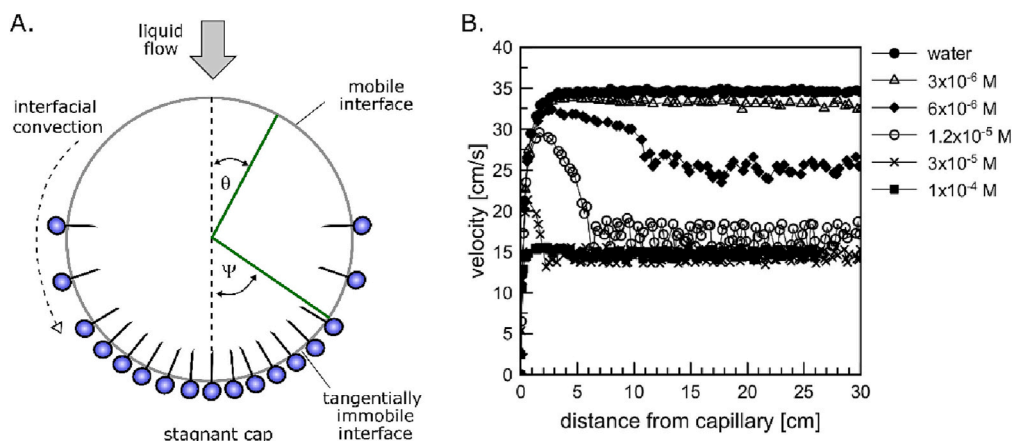 A.
liquid
flow
mobile
interface
interfacial
convection
θ
Ψ
tangentially
immobile
interface
stagnant cap
B.
40
35
30
25
20
15
10
5
0
velocity [cm/s]
0 5 10 15 20 25 30
distance from capillary [cm]
water
3x10⁻⁶ M
6x10⁻⁶ M
1.2x10⁻⁵ M
3x10⁻⁵ M
1x10⁻⁴ M